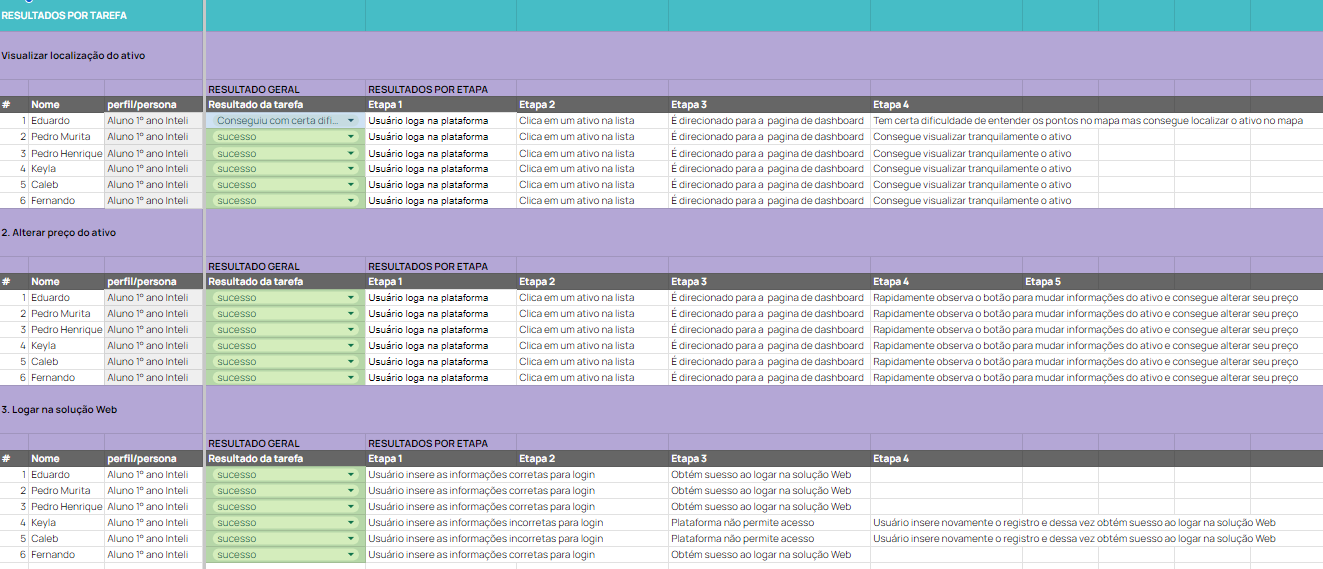 RESULTADOS POR TAREFA
Visualizar localização do ativo
RESULTADO GERAL RESULTADOS POR ETAPA
# Nome perfil/persona Resultado da tarefa Etapa 1 Etapa 2 Etapa 3 Etapa 4
1 Eduardo Aluno 1º ano Inteli Conseguiu com certa difi... Usuário loga na plataforma Clica em um ativo na lista É direcionado para a pagina de dashboard Tem certa dificuldade de entender os pontos no mapa mas consegue localizar o ativo no mapa
2 Pedro Murita Aluno 1º ano Inteli sucesso Usuário loga na plataforma Clica em um ativo na lista É direcionado para a pagina de dashboard Consegue visualizar tranquilamente o ativo
3 Pedro Henrique Aluno 1º ano Inteli sucesso Usuário loga na plataforma Clica em um ativo na lista É direcionado para a pagina de dashboard Consegue visualizar tranquilamente o ativo
4 Keyla Aluno 1º ano Inteli sucesso Usuário loga na plataforma Clica em um ativo na lista É direcionado para a pagina de dashboard Consegue visualizar tranquilamente o ativo
5 Caleb Aluno 1º ano Inteli sucesso Usuário loga na plataforma Clica em um ativo na lista É direcionado para a pagina de dashboard Consegue visualizar tranquilamente o ativo
6 Fernando Aluno 1º ano Inteli sucesso Usuário loga na plataforma Clica em um ativo na lista É direcionado para a pagina de dashboard Consegue visualizar tranquilamente o ativo
2. Alterar preço do ativo
RESULTADO GERAL RESULTADOS POR ETAPA
# Nome perfil/persona Resultado da tarefa Etapa 1 Etapa 2 Etapa 3 Etapa 4 Etapa 5
1 Eduardo Aluno 1º ano Inteli sucesso Usuário loga na plataforma Clica em um ativo na lista É direcionado para a pagina de dashboard Rapidamente observa o botão para mudar informações do ativo e consegue alterar seu preço
2 Pedro Murita Aluno 1º ano Inteli sucesso Usuário loga na plataforma Clica em um ativo na lista É direcionado para a pagina de dashboard Rapidamente observa o botão para mudar informações do ativo e consegue alterar seu preço
3 Pedro Henrique Aluno 1º ano Inteli sucesso Usuário loga na plataforma Clica em um ativo na lista É direcionado para a pagina de dashboard Rapidamente observa o botão para mudar informações do ativo e consegue alterar seu preço
4 Keyla Aluno 1º ano Inteli sucesso Usuário loga na plataforma Clica em um ativo na lista É direcionado para a pagina de dashboard Rapidamente observa o botão para mudar informações do ativo e consegue alterar seu preço
5 Caleb Aluno 1º ano Inteli sucesso Usuário loga na plataforma Clica em um ativo na lista É direcionado para a pagina de dashboard Rapidamente observa o botão para mudar informações do ativo e consegue alterar seu preço
6 Fernando Aluno 1º ano Inteli sucesso Usuário loga na plataforma Clica em um ativo na lista É direcionado para a pagina de dashboard Rapidamente observa o botão para mudar informações do ativo e consegue alterar seu preço
3. Logar na solução Web
RESULTADO GERAL RESULTADOS POR ETAPA
# Nome perfil/persona Resultado da tarefa Etapa 1 Etapa 2 Etapa 3 Etapa 4
1 Eduardo Aluno 1º ano Inteli sucesso Usuário insere as informações corretas para login Obtém suesso ao logar na solução Web
2 Pedro Murita Aluno 1º ano Inteli sucesso Usuário insere as informações corretas para login Obtém suesso ao logar na solução Web
3 Pedro Henrique Aluno 1º ano Inteli sucesso Usuário insere as informações corretas para login Obtém suesso ao logar na solução Web
4 Keyla Aluno 1º ano Inteli sucesso Usuário insere as informações incorretas para login Plataforma não permite acesso Usuário insere novamente o registro e dessa vez obtém suesso ao logar na solução Web
5 Caleb Aluno 1º ano Inteli sucesso Usuário insere as informações incorretas para login Plataforma não permite acesso Usuário insere novamente o registro e dessa vez obtém suesso ao logar na solução Web
6 Fernando Aluno 1º ano Inteli sucesso Usuário insere as informações corretas para login Obtém suesso ao logar na solução Web